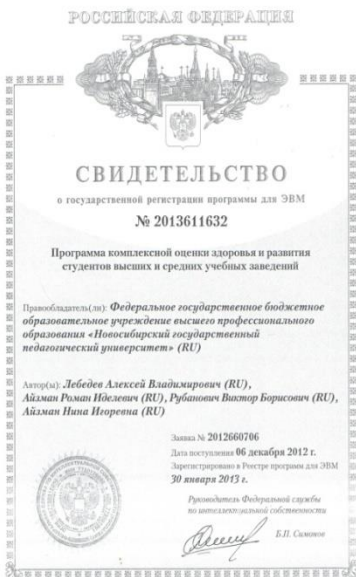 РОССИЙСКАЯ ФЕДЕРАЦИЯ
СВИДЕТЕЛЬСТВО
о государственной регистрации программы для ЭВМ
№ 2013611632
Программа комплексной оценки здоровья и развития
студентов высших и средних учебных заведений
Правообладатель(ли): Федеральное государственное бюджетное
образовательное учреждение высшего профессионального
образования «Новосибирский государственный
педагогический университет» (RU)
Автор(ы): Лебедев Алексей Владимирович (RU),
Айзман Роман Иделевич (RU), Рубанович Виктор Борисович (RU),
Айзман Нина Игоревна (RU)
Заявка № 2012660706
Дата поступления 06 декабря 2012 г.
Зарегистрировано в Реестре программ для ЭВМ
30 января 2013 г.
Руководитель Федеральной службы
по интеллектуальной собственности
Б.П. Симонов